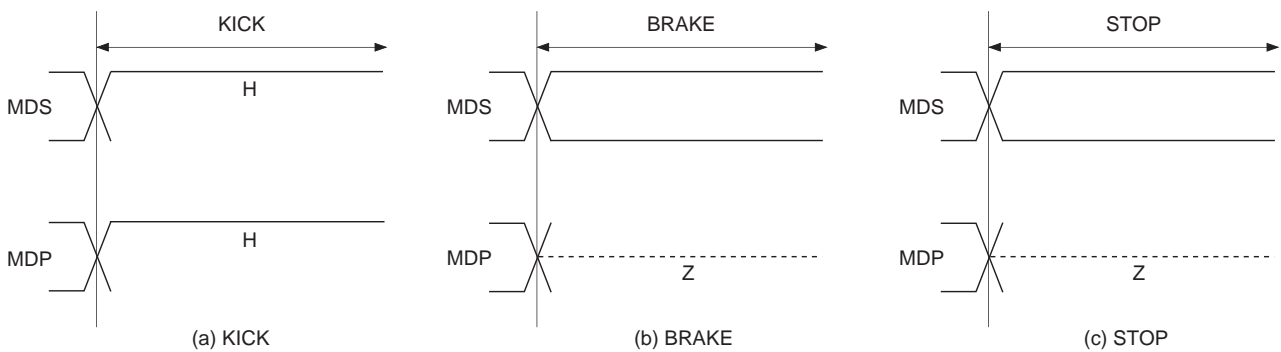 KICK
BRAKE
STOP
MDS
H
MDS
MDS
MDP
H
MDP
Z
MDP
Z
(a) KICK
(b) BRAKE
(c) STOP